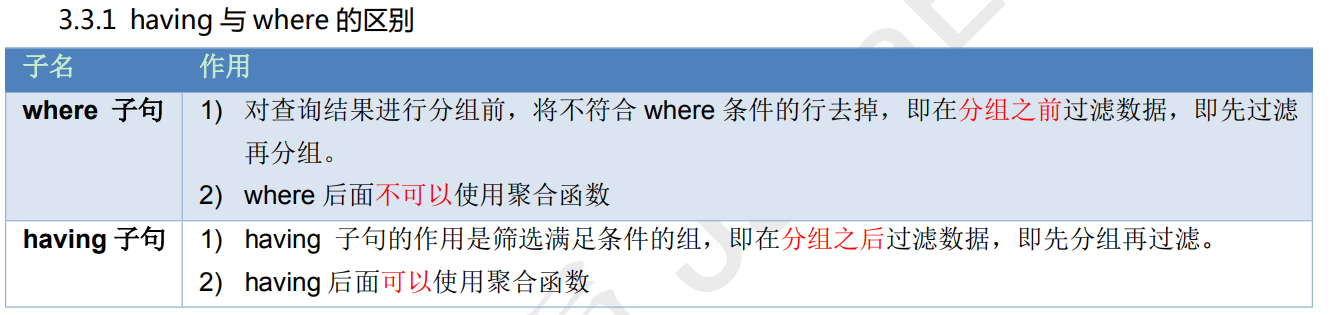 3.3.1 having 与 where 的区别
子名 作用
where 子句 1) 对查询结果进行分组前，将不符合 where 条件的行去掉，即在分组之前过滤数据，即先过滤
再分组。
2) where 后面不可以使用聚合函数
having 子句 1) having 子句的作用是筛选满足条件的组，即在分组之后过滤数据，即先分组再过滤。
2) having 后面可以使用聚合函数